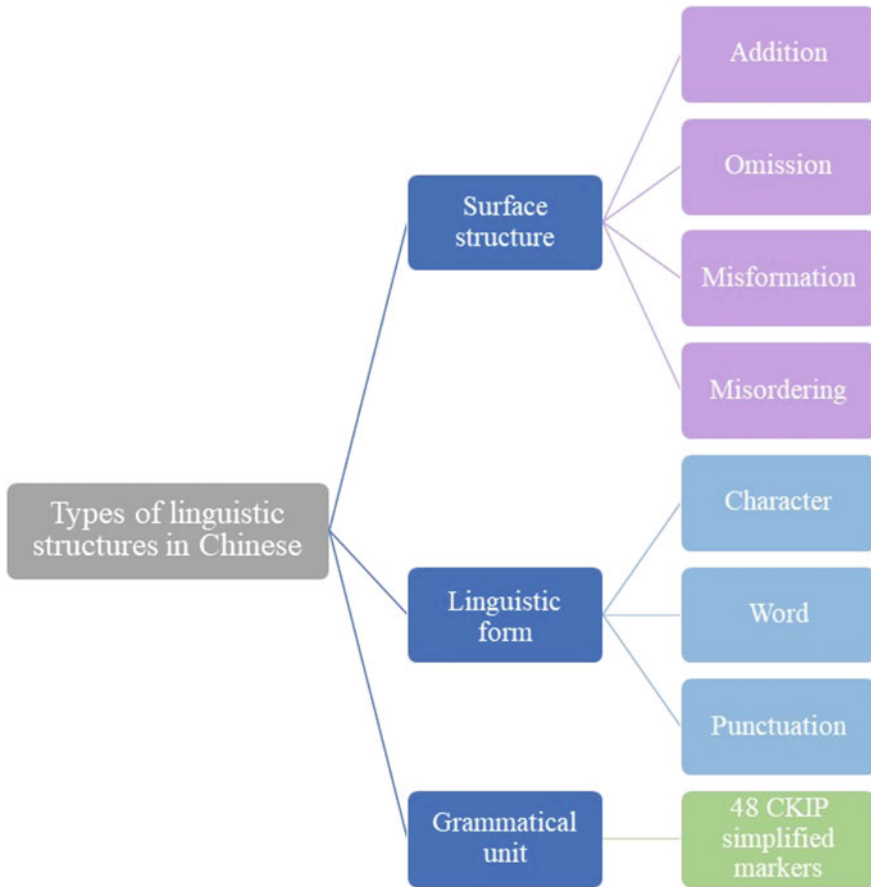 Types of linguistic
structures in Chinese
Surface
structure
Addition
Omission
Misformation
Misordering
Linguistic
form
Character
Word
Punctuation
Grammatical
unit
48 CKIP
simplified
markers